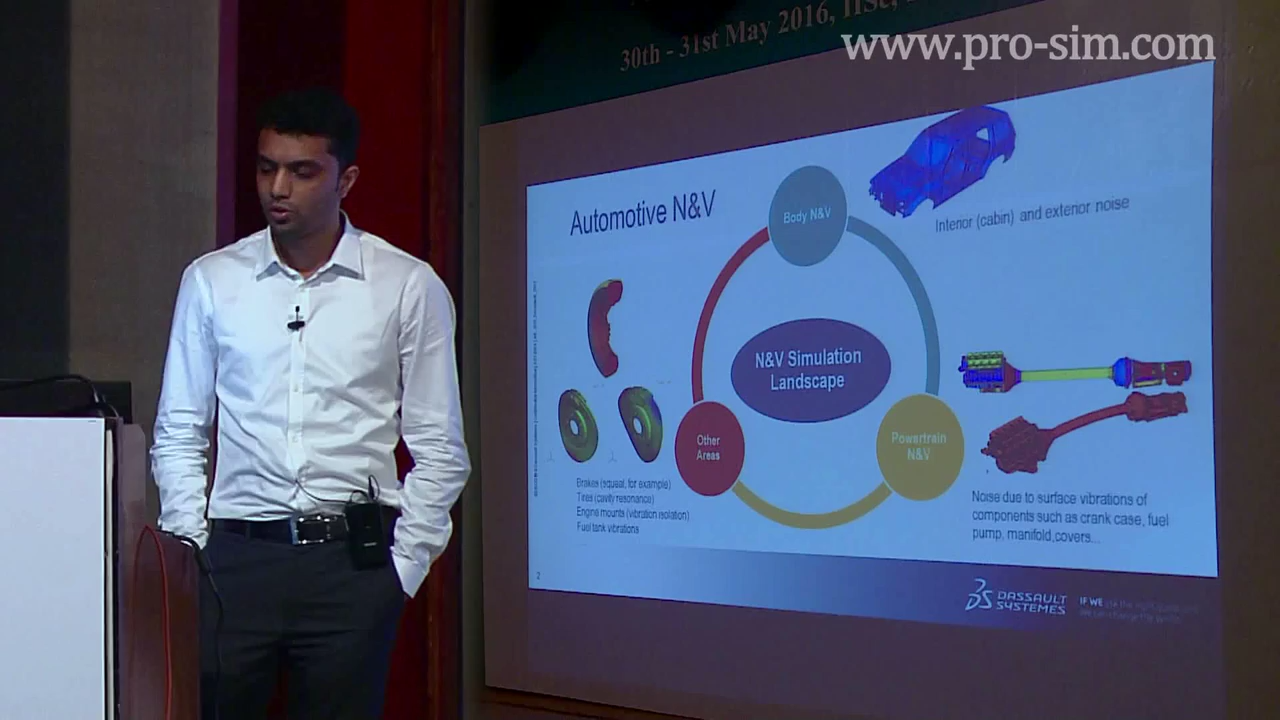 30th - 31st May 2016, IISc,
www.pro-sim.com
Automotive N&V
Body N&V
Interior (cabin) and exterior noise
N&V Simulation
Landscape
Other
Areas
Powertrain
N&V
Brakes (squeal, for example)
Tires (cavity resonance)
Engine mounts (vibration isolation)
Fuel tank vibrations
Noise due to surface vibrations of
components such as crank case, fuel
pump, manifold,covers...
2
DASSAULT
SYSTEMES
IF WE